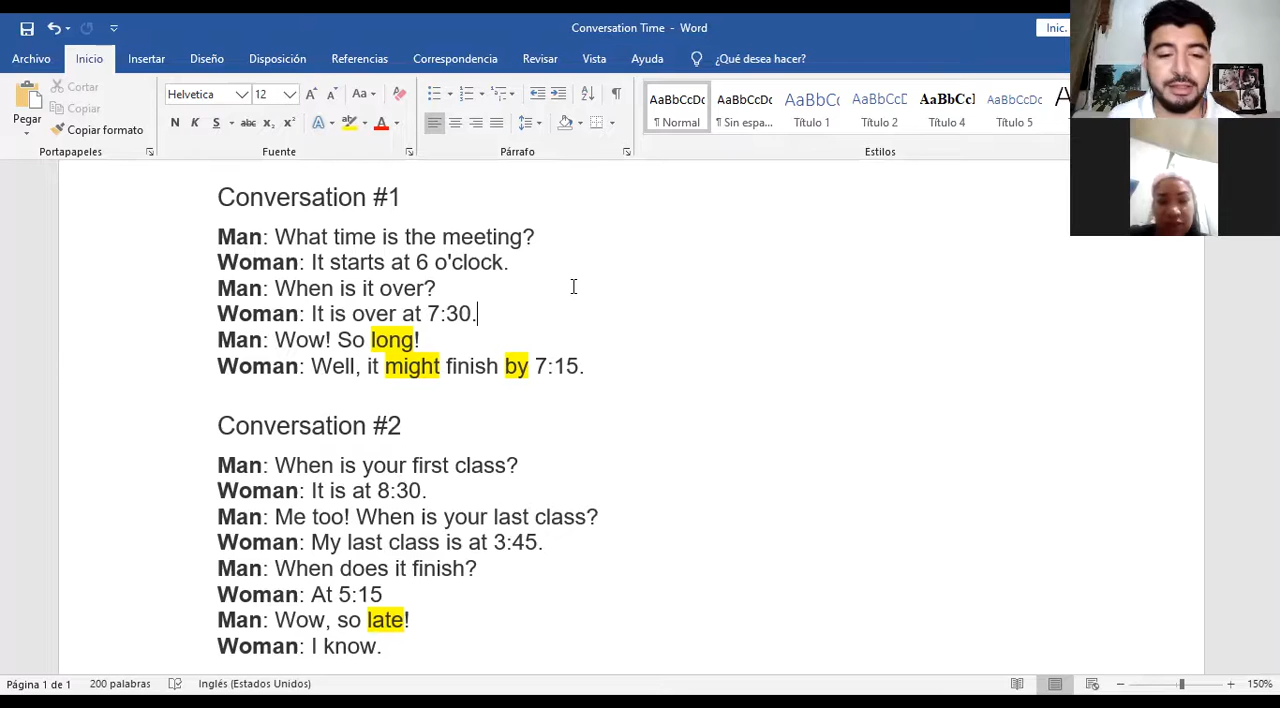 Conversation Time - Word
Inic.
Archivo Inicio Insertar Diseño Disposición Referencias Correspondencia Revisar Vista Ayuda ¿Qué desea hacer?
Pegar
Cortar
Copiar
Copiar formato
Portapapeles
Helvetica 12
N K S abc x₂ x²
Fuente
Párrafo
AaBbCcDc AaBbCcDc AaBbC AaBbCcD AaBbCcI AaBbCcDc
¶ Normal ¶ Sin espa... Título 1 Título 2 Título 4 Título 5
Estilos
Conversation #1
Man: What time is the meeting?
Woman: It starts at 6 o'clock.
Man: When is it over?
Woman: It is over at 7:30.
Man: Wow! So long!
Woman: Well, it might finish by 7:15.
Conversation #2
Man: When is your first class?
Woman: It is at 8:30.
Man: Me too! When is your last class?
Woman: My last class is at 3:45.
Man: When does it finish?
Woman: At 5:15
Man: Wow, so late!
Woman: I know.
Página 1 de 1 200 palabras Inglés (Estados Unidos) 150%